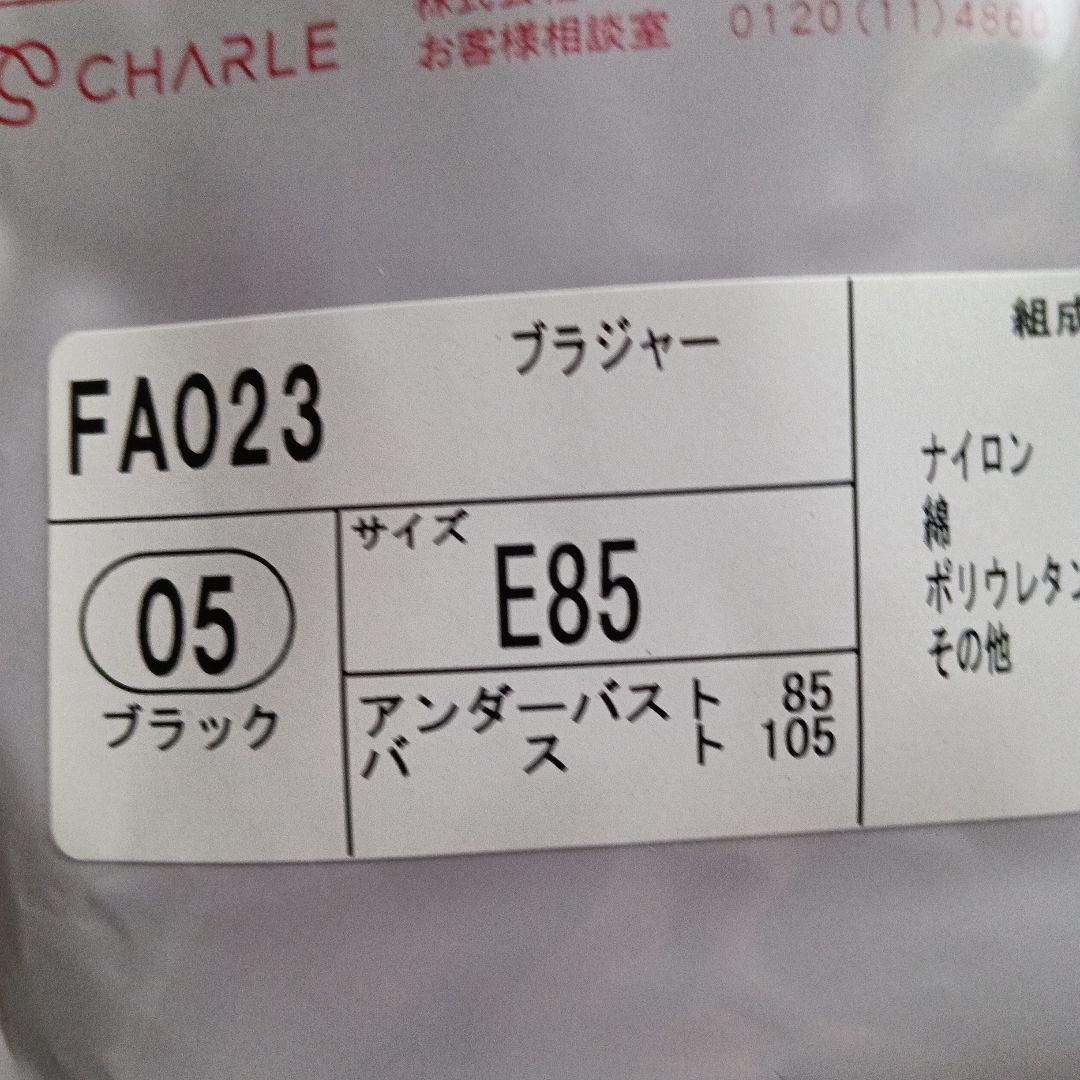 CHARLE
お客様相談室 0120(11)4860
FA023
ブラジャー
05
ブラック
サイズ
E85
アンダーバスト 85
バスト 105
組成
ナイロン
綿
ポリウレタン
その他